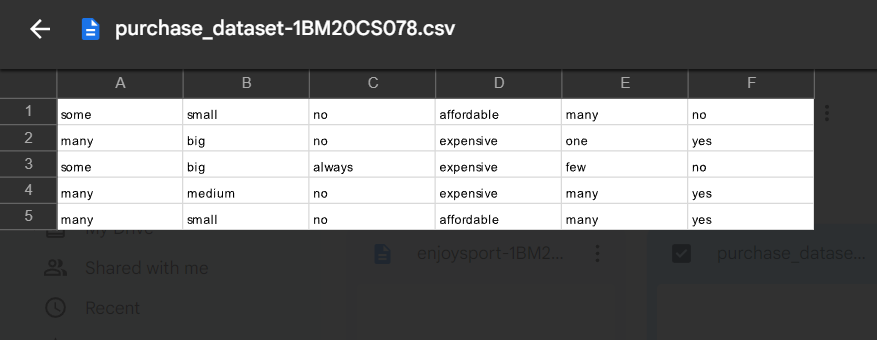 purchase_dataset-1BM20CS078.csv
A B C D E F
1 some small no affordable many no
2 many big no expensive one yes
3 some big always expensive few no
4 many medium no expensive many yes
5 many small no affordable many yes
My Drive
enjoysport-1BM2... purchase_datase...
Shared with me
Recent